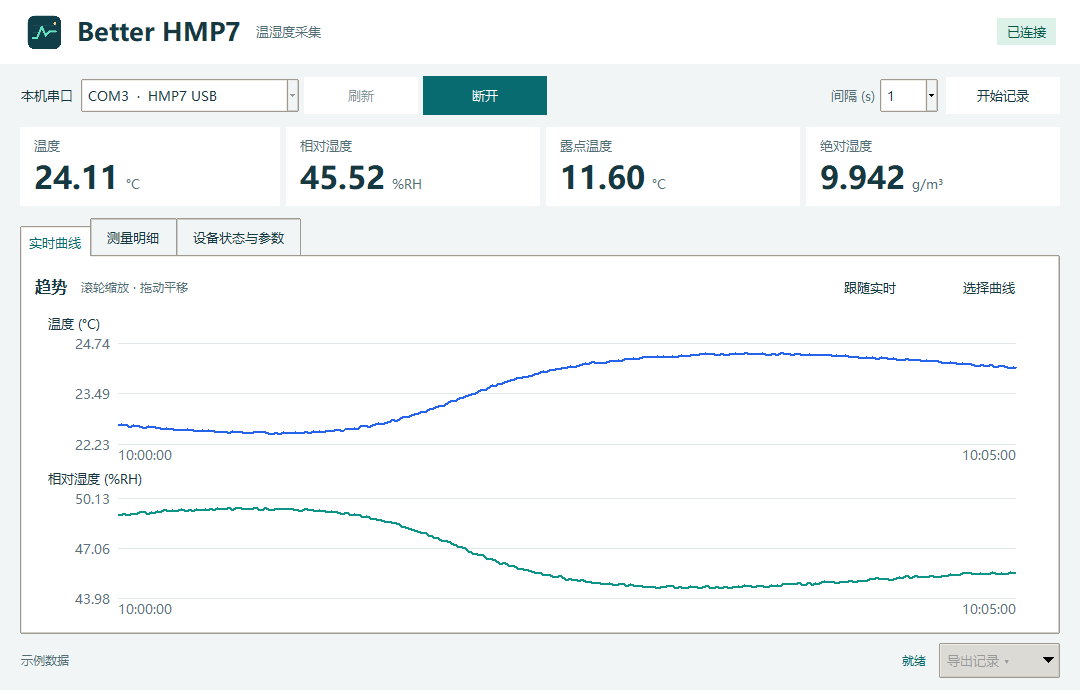 Better HMP7 温湿度采集 已连接
本机串口 COM3 · HMP7 USB 刷新 断开 间隔 (s) 1 开始记录
温度 相对湿度 露点温度 绝对湿度
24.11 °C 45.52 %RH 11.60 °C 9.942 g/m³
实时曲线 测量明细 设备状态与参数
趋势 滚轮缩放 · 拖动平移 跟随实时 选择曲线
温度 (°C)
24.74
23.49
22.23
10:00:00 10:05:00
相对湿度 (%RH)
50.13
47.06
43.98
10:00:00 10:05:00
示例数据 就绪 导出记录